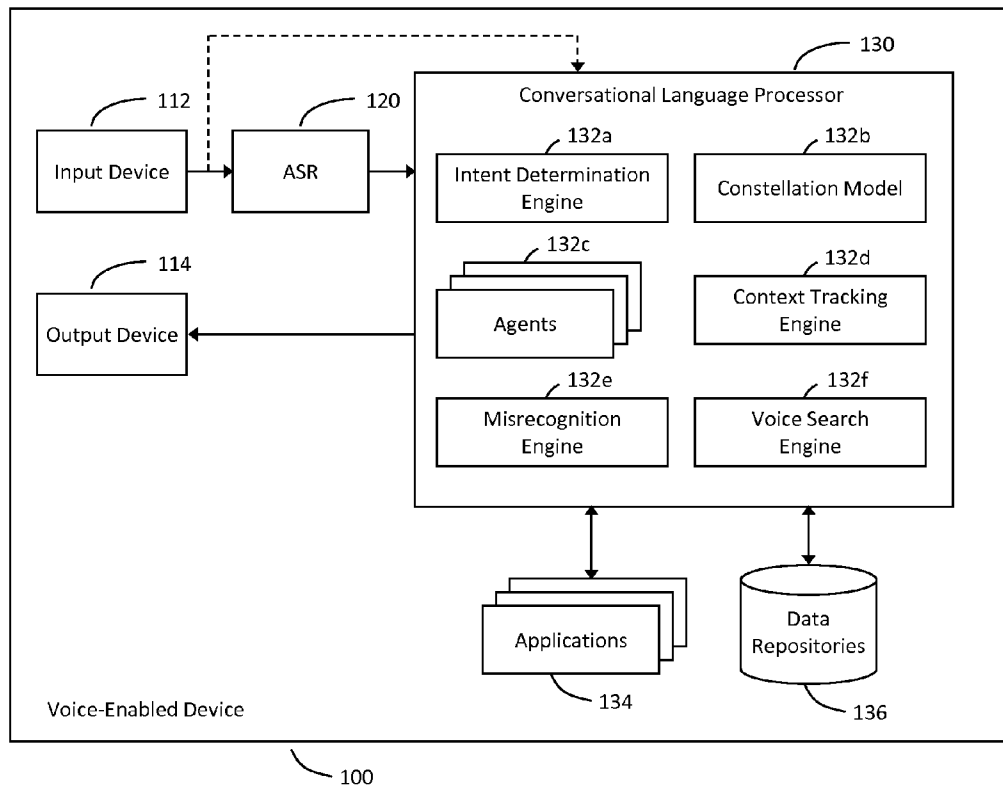 130
Conversational Language Processor
112
120
132a
132b
Input Device
ASR
Intent Determination
Engine
Constellation Model
114
132c
132d
Output Device
Agents
Context Tracking
Engine
132e
132f
Misrecognition
Engine
Voice Search
Engine
Applications
Data
Repositories
134
136
Voice-Enabled Device
100